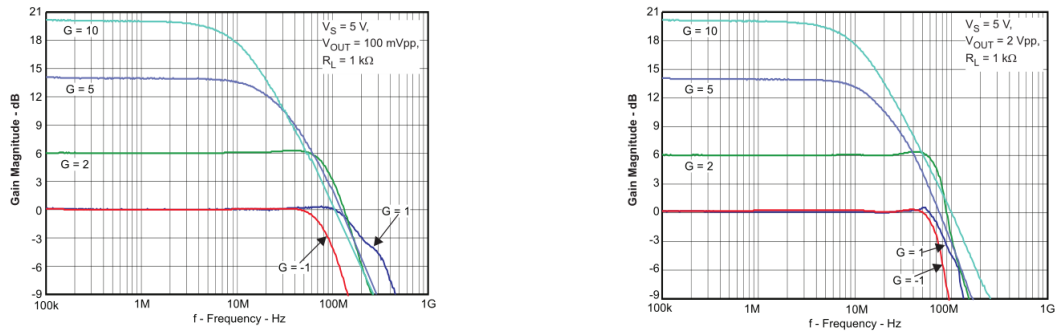 21
18
15
12
9
6
3
0
-3
-6
-9
Gain Magnitude - dB
G = 10
G = 5
G = 2
G = 1
G = -1
VS = 5 V,
VOUT = 100 mVpp,
RL = 1 kΩ
100k
1M
10M
100M
1G
f - Frequency - Hz
21
18
15
12
9
6
3
0
-3
-6
-9
Gain Magnitude - dB
G = 10
G = 5
G = 2
G = 1
G = -1
VS = 5 V,
VOUT = 2 Vpp,
RL = 1 kΩ
100k
1M
10M
100M
1G
f - Frequency - Hz